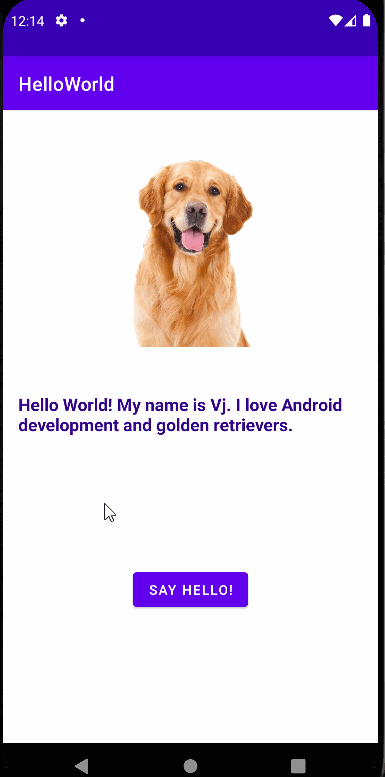 12:14
HelloWorld
Hello World! My name is Vj. I love Android
development and golden retrievers.
SAY HELLO!